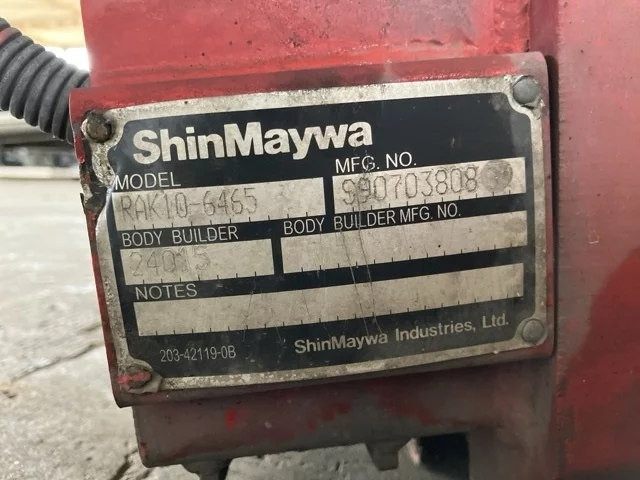 ShinMaywa
MODEL
MFG. NO.
RAK10-6465
S90703808
BODY BUILDER
BODY BUILDER MFG. NO.
24015
NOTES
203-42119-0B
ShinMaywa Industries, Ltd.